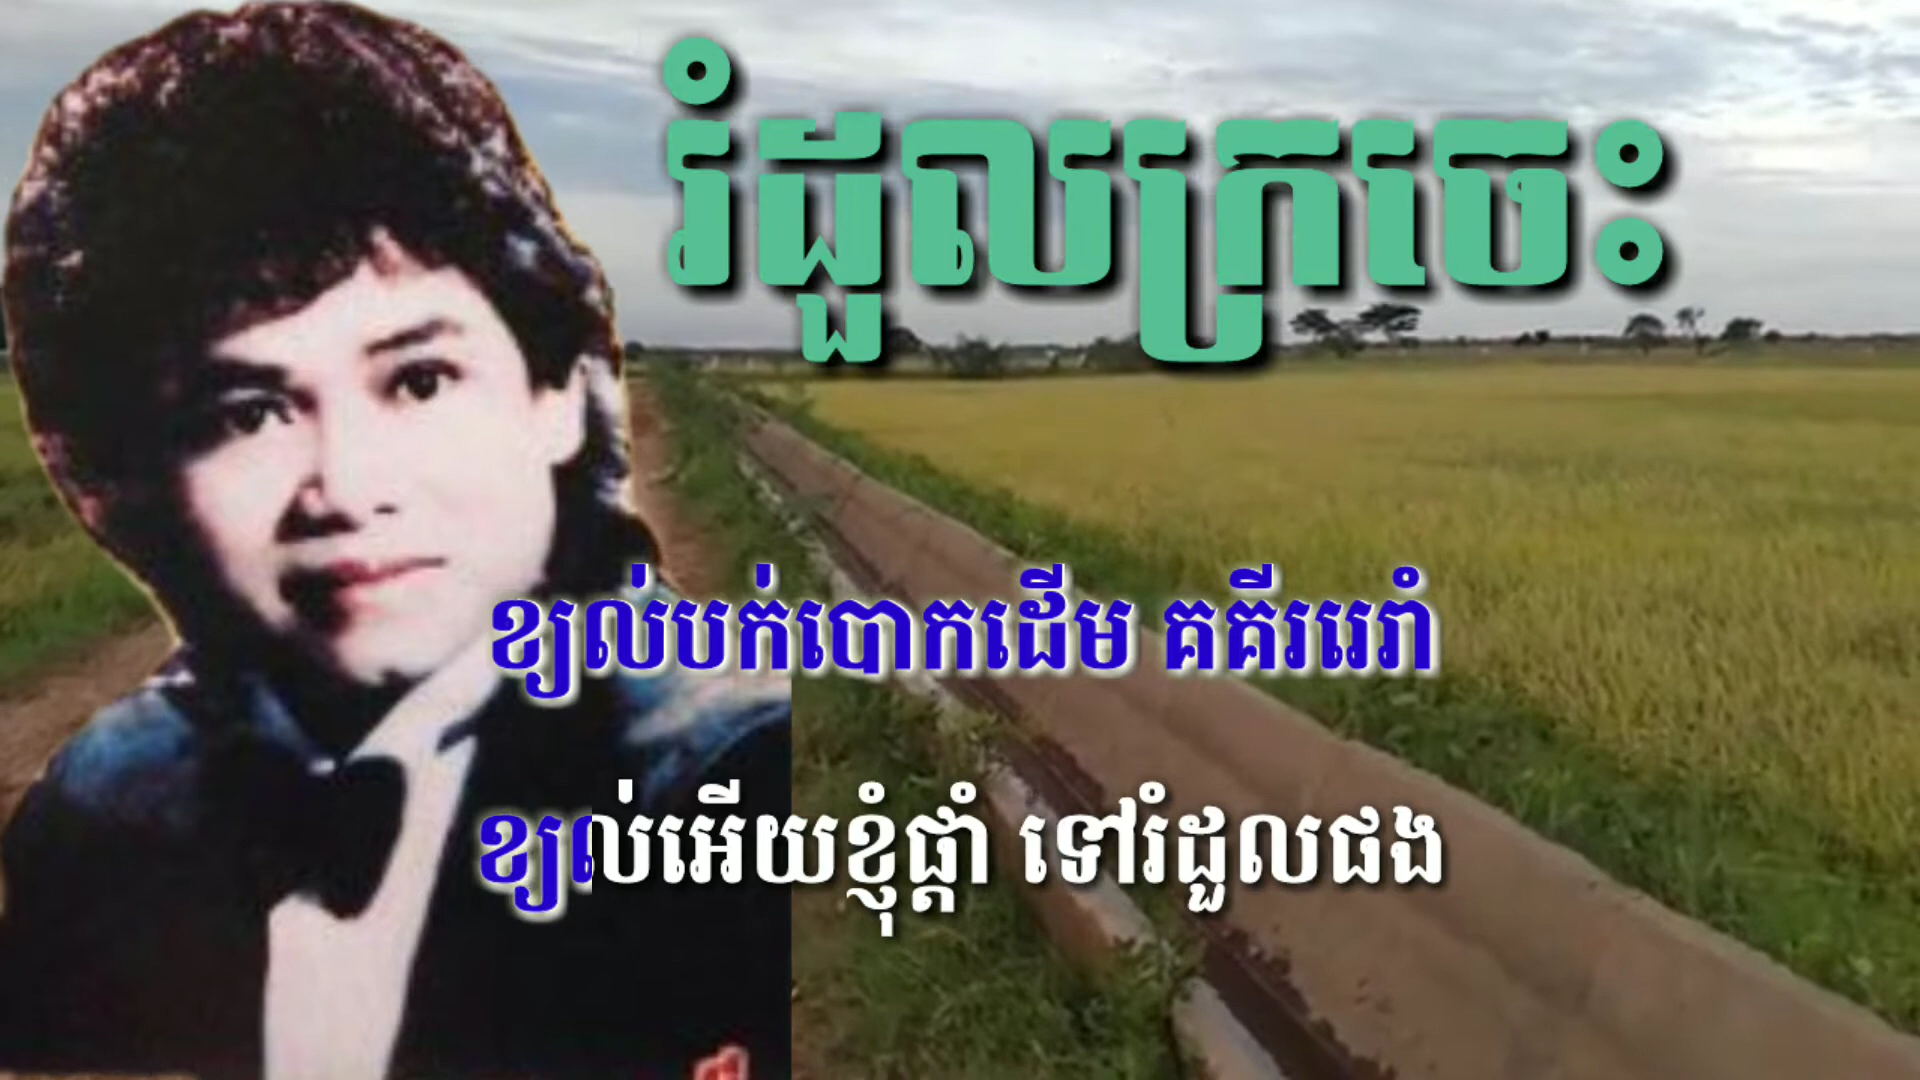 រំដួលក្រចេះ
ខ្យល់បក់បោកដើម គគីររេរាំ
ខ្យល់អើយខ្ញុំផ្ដាំ ទៅរំដួលផង